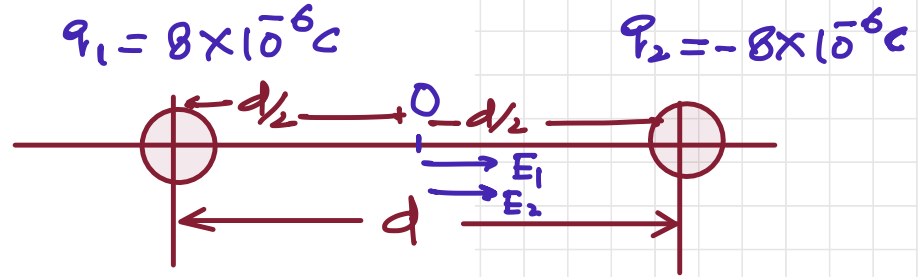 q₁ = 8 × 10⁻⁶ C
q₂ = - 8 × 10⁻⁶ C
d/2
O
d/2
E₁
E₂
d